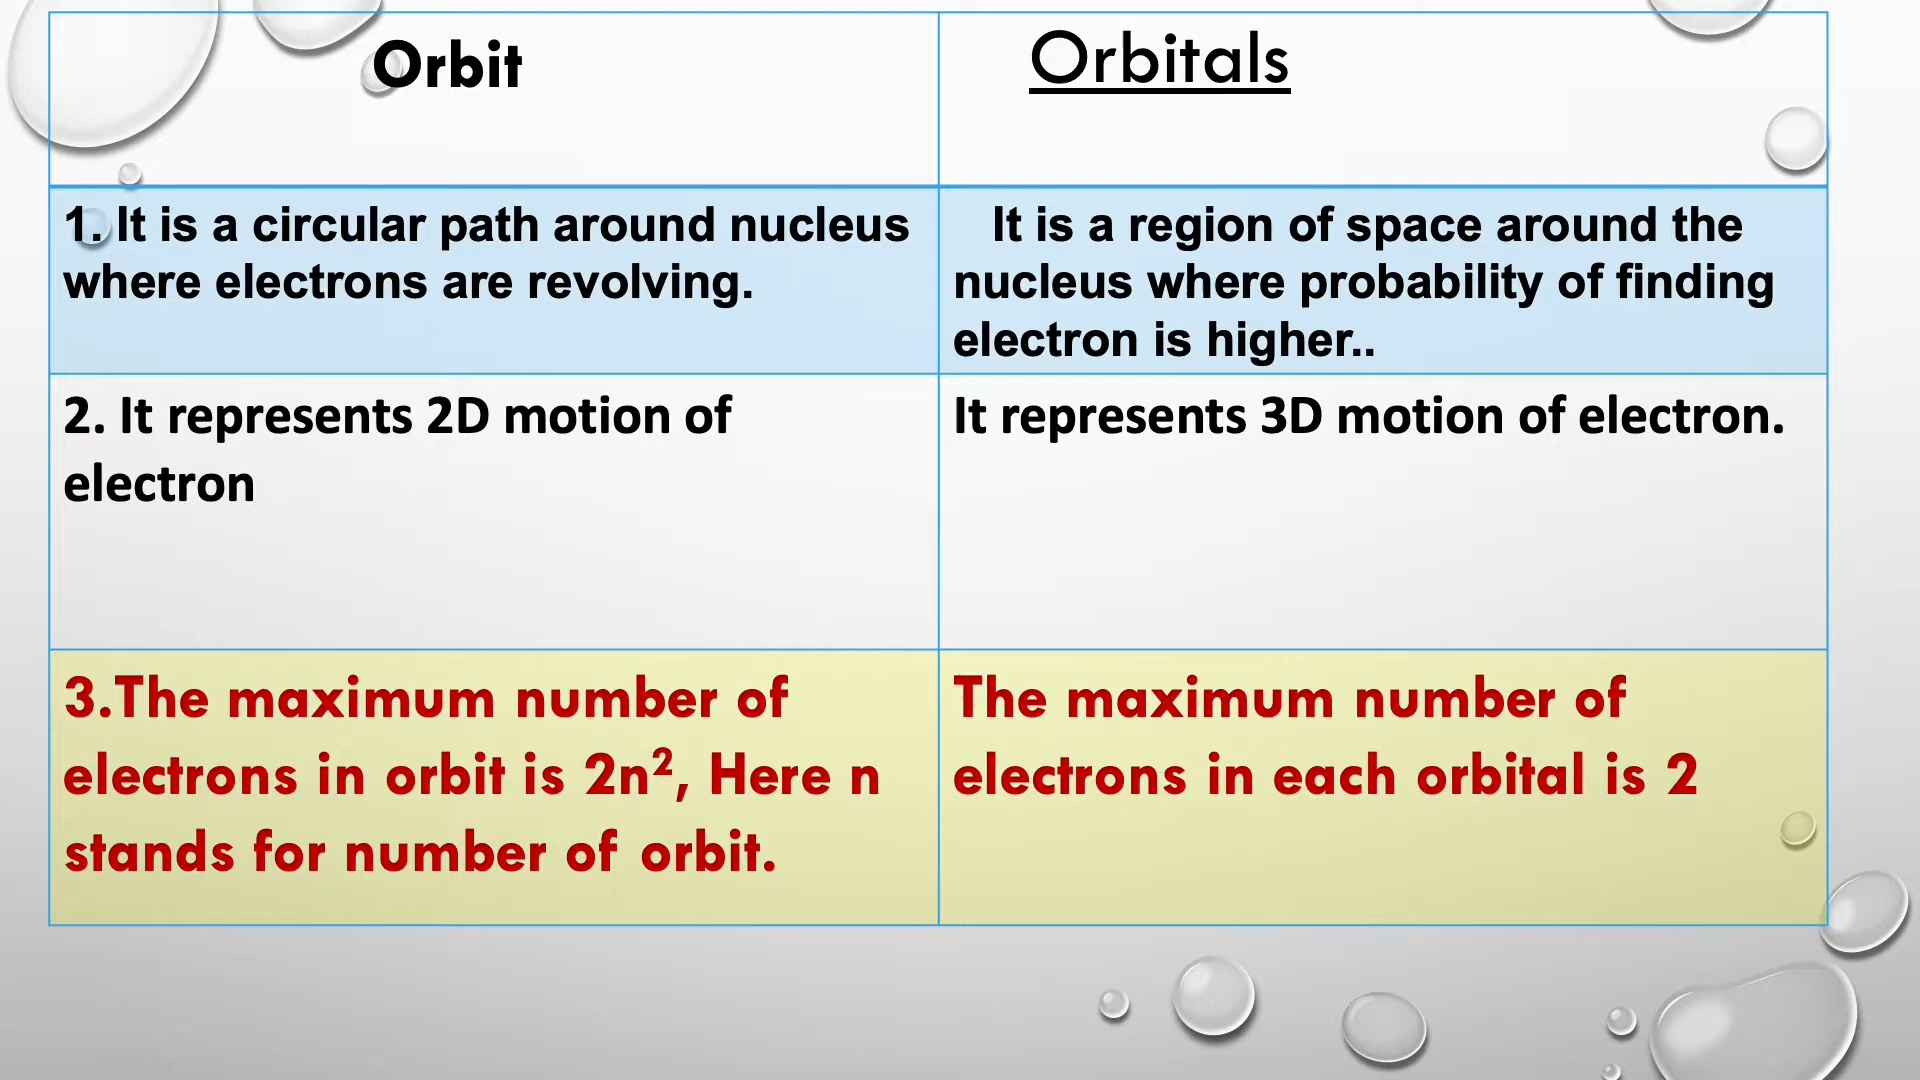 Orbit
Orbitals
1. It is a circular path around nucleus
where electrons are revolving.
It is a region of space around the
nucleus where probability of finding
electron is higher..
2. It represents 2D motion of
electron
It represents 3D motion of electron.
3.The maximum number of
electrons in orbit is 2n², Here n
stands for number of orbit.
The maximum number of
electrons in each orbital is 2